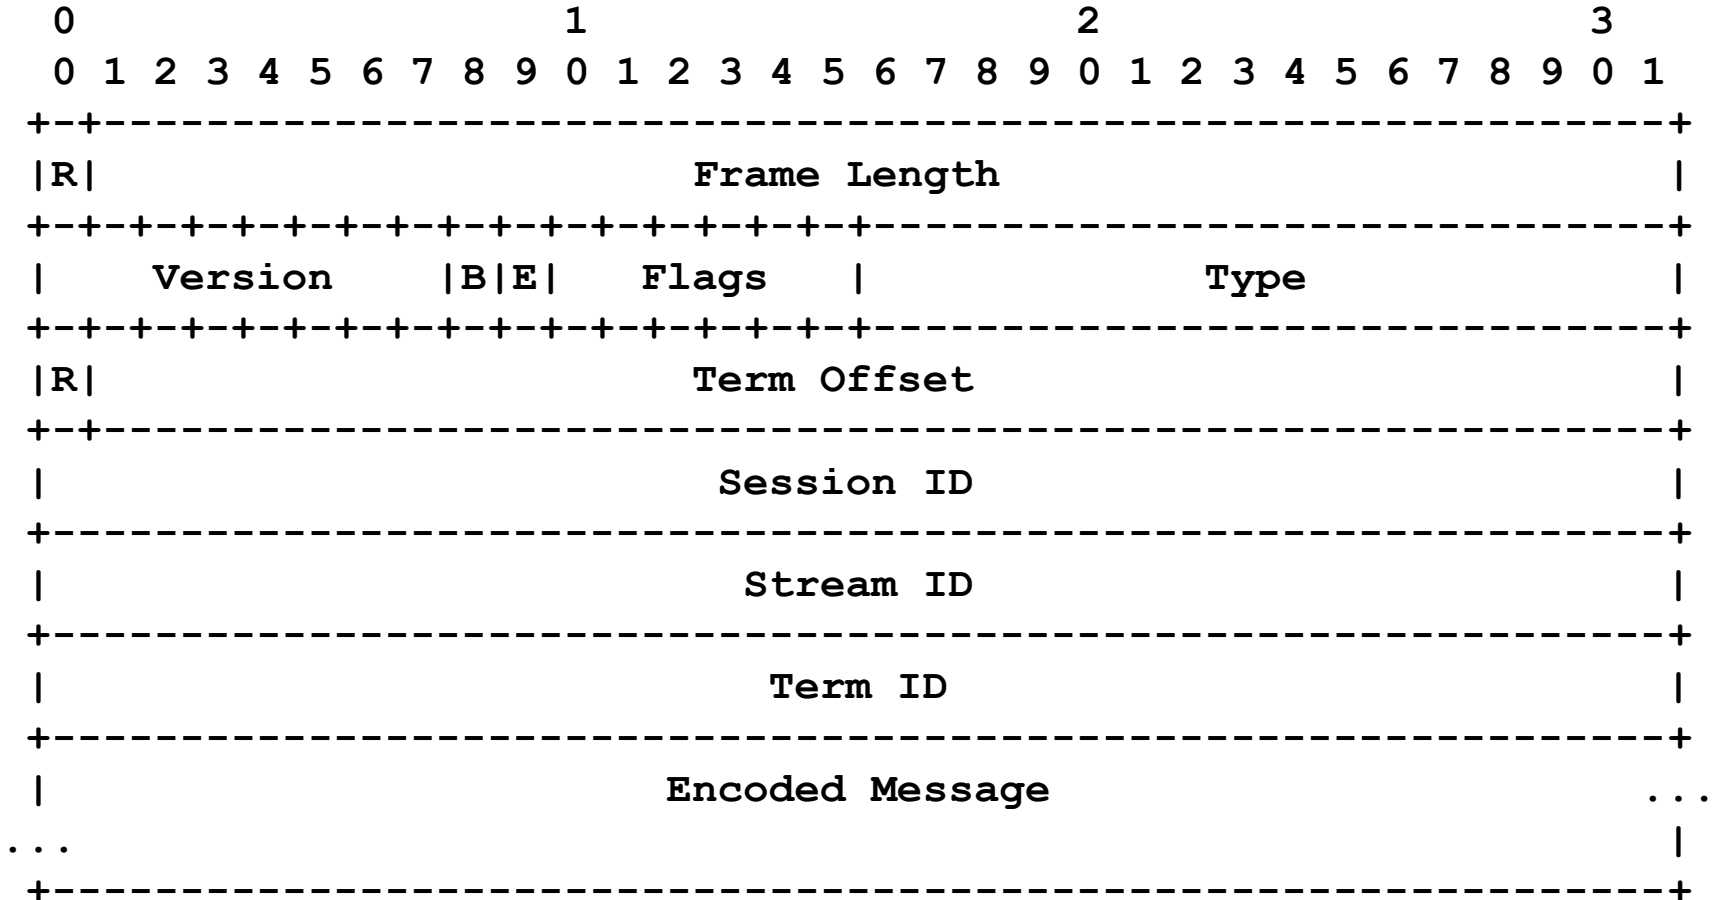 0                   1                   2                   3
  0 1 2 3 4 5 6 7 8 9 0 1 2 3 4 5 6 7 8 9 0 1 2 3 4 5 6 7 8 9 0 1
 +-+-------------------------------------------------------------+
 |R|                       Frame Length                          |
 +-+-+-+-+-+-+-+-+-+-+-+-+-+-+-+-+-------------------------------+
 |    Version    |B|E|   Flags   |             Type              |
 +-+-+-+-+-+-+-+-+-+-+-+-+-+-+-+-+-------------------------------+
 |R|                       Term Offset                           |
 +-+-------------------------------------------------------------+
 |                          Session ID                           |
 +---------------------------------------------------------------+
 |                           Stream ID                           |
 +---------------------------------------------------------------+
 |                            Term ID                            |
 +---------------------------------------------------------------+
 |                        Encoded Message                       ...
...                                                              |
 +---------------------------------------------------------------+